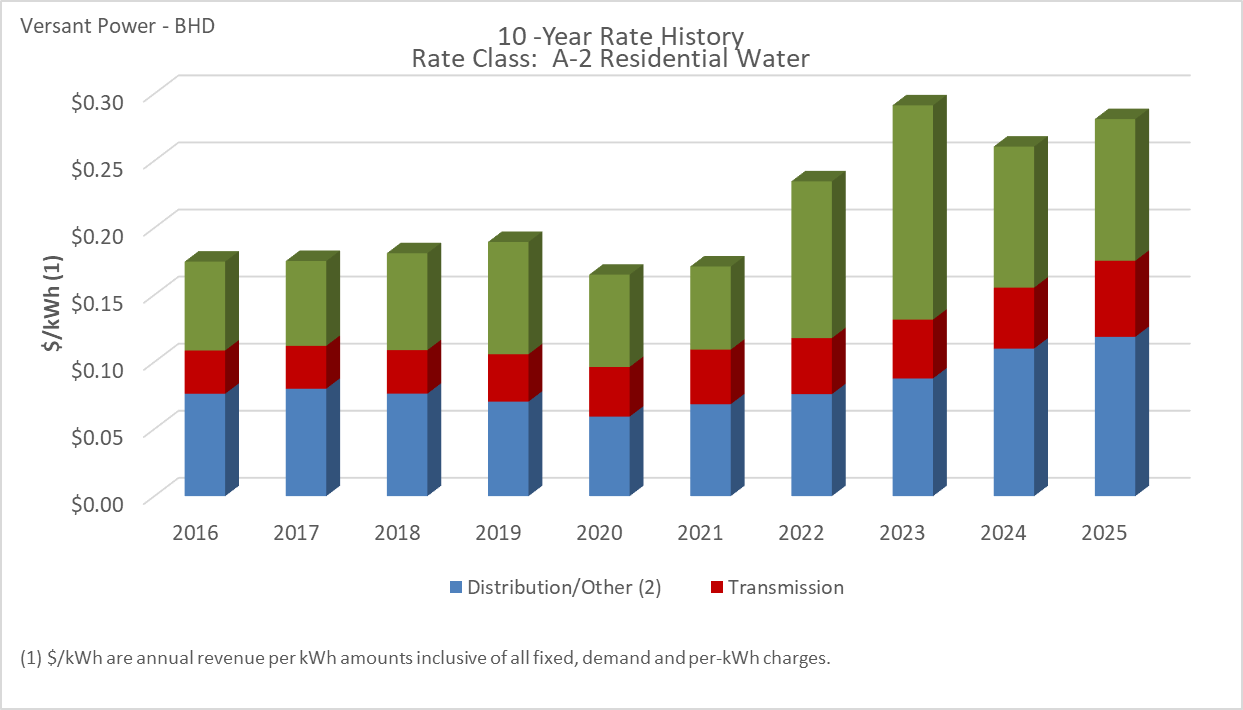 Versant Power - BHD
10 -Year Rate History
Rate Class:  A-2 Residential Water
$0.30
$0.25
$0.20
$0.15
$0.10
$0.05
$0.00
$/kWh (1)
2016 2017 2018 2019 2020 2021 2022 2023 2024 2025
Distribution/Other (2) Transmission
(1) $/kWh are annual revenue per kWh amounts inclusive of all fixed, demand and per-kWh charges.